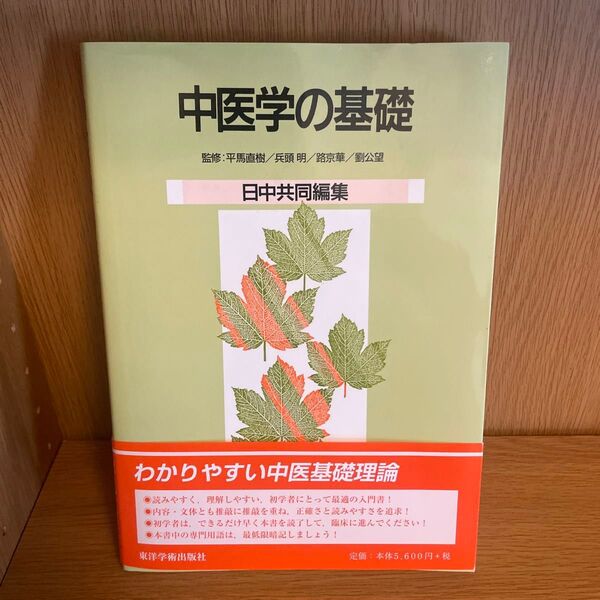 中医学の基礎
監修:平馬直樹／兵頭 明／路京華／劉公望
日中共同編集
わかりやすい中医基礎理論
●読みやすく，理解しやすい，初学者にとって最適の入門書！
●内容・文体とも推敲に推敲を重ね，正確さと読みやすさを追求！
●初学者は，できるだけ早く本書を読了して，臨床に進んでください！
●本書中の専門用語は，最低限暗記しましょう！
東洋学術出版社
定価：本体5,600円+税